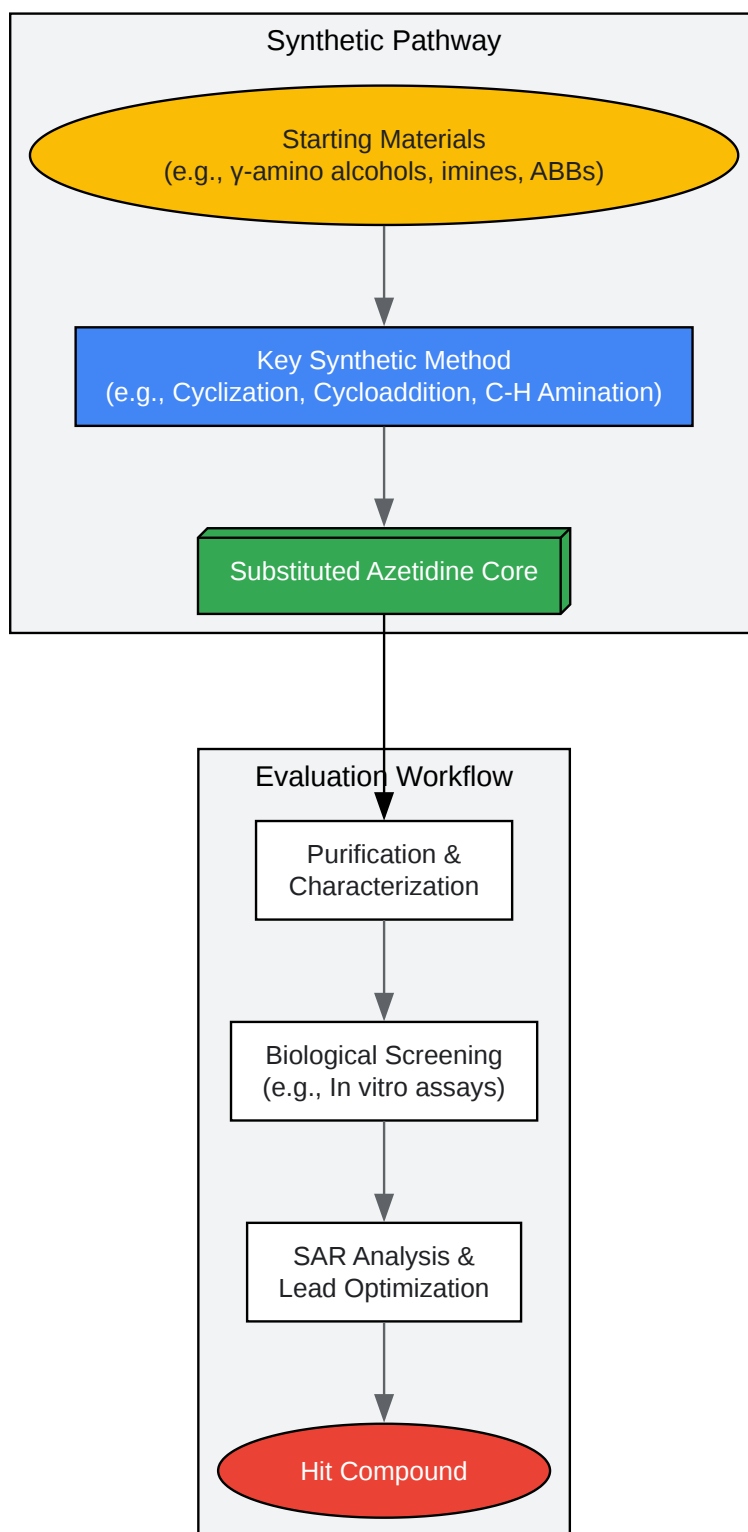 Synthetic Pathway
Starting Materials
(e.g., γ-amino alcohols, imines, ABBs)
Key Synthetic Method
(e.g., Cyclization, Cycloaddition, C-H Amination)
Substituted Azetidine Core
Evaluation Workflow
Purification &
Characterization
Biological Screening
(e.g., In vitro assays)
SAR Analysis &
Lead Optimization
Hit Compound